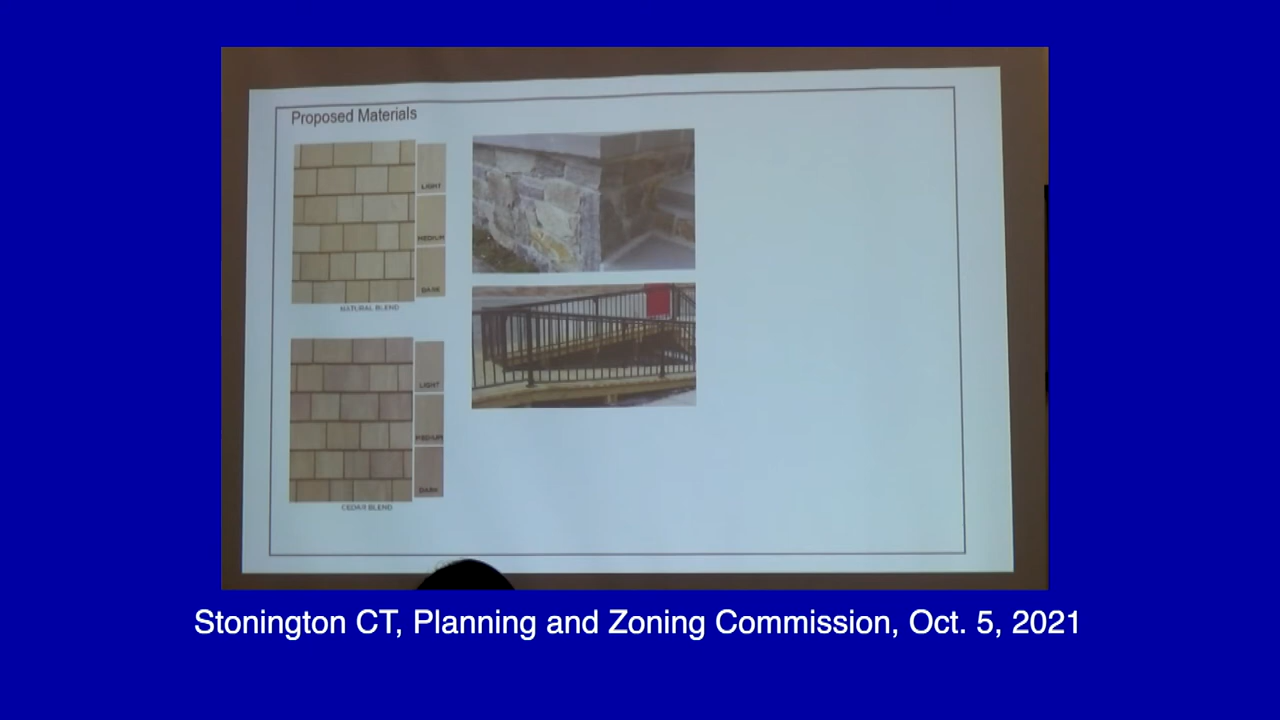 Proposed Materials
LIGHT
MEDIUM
DARK
NATURAL BLEND
LIGHT
MEDIUM
DARK
CEDAR BLEND
Stonington CT, Planning and Zoning Commission, Oct. 5, 2021